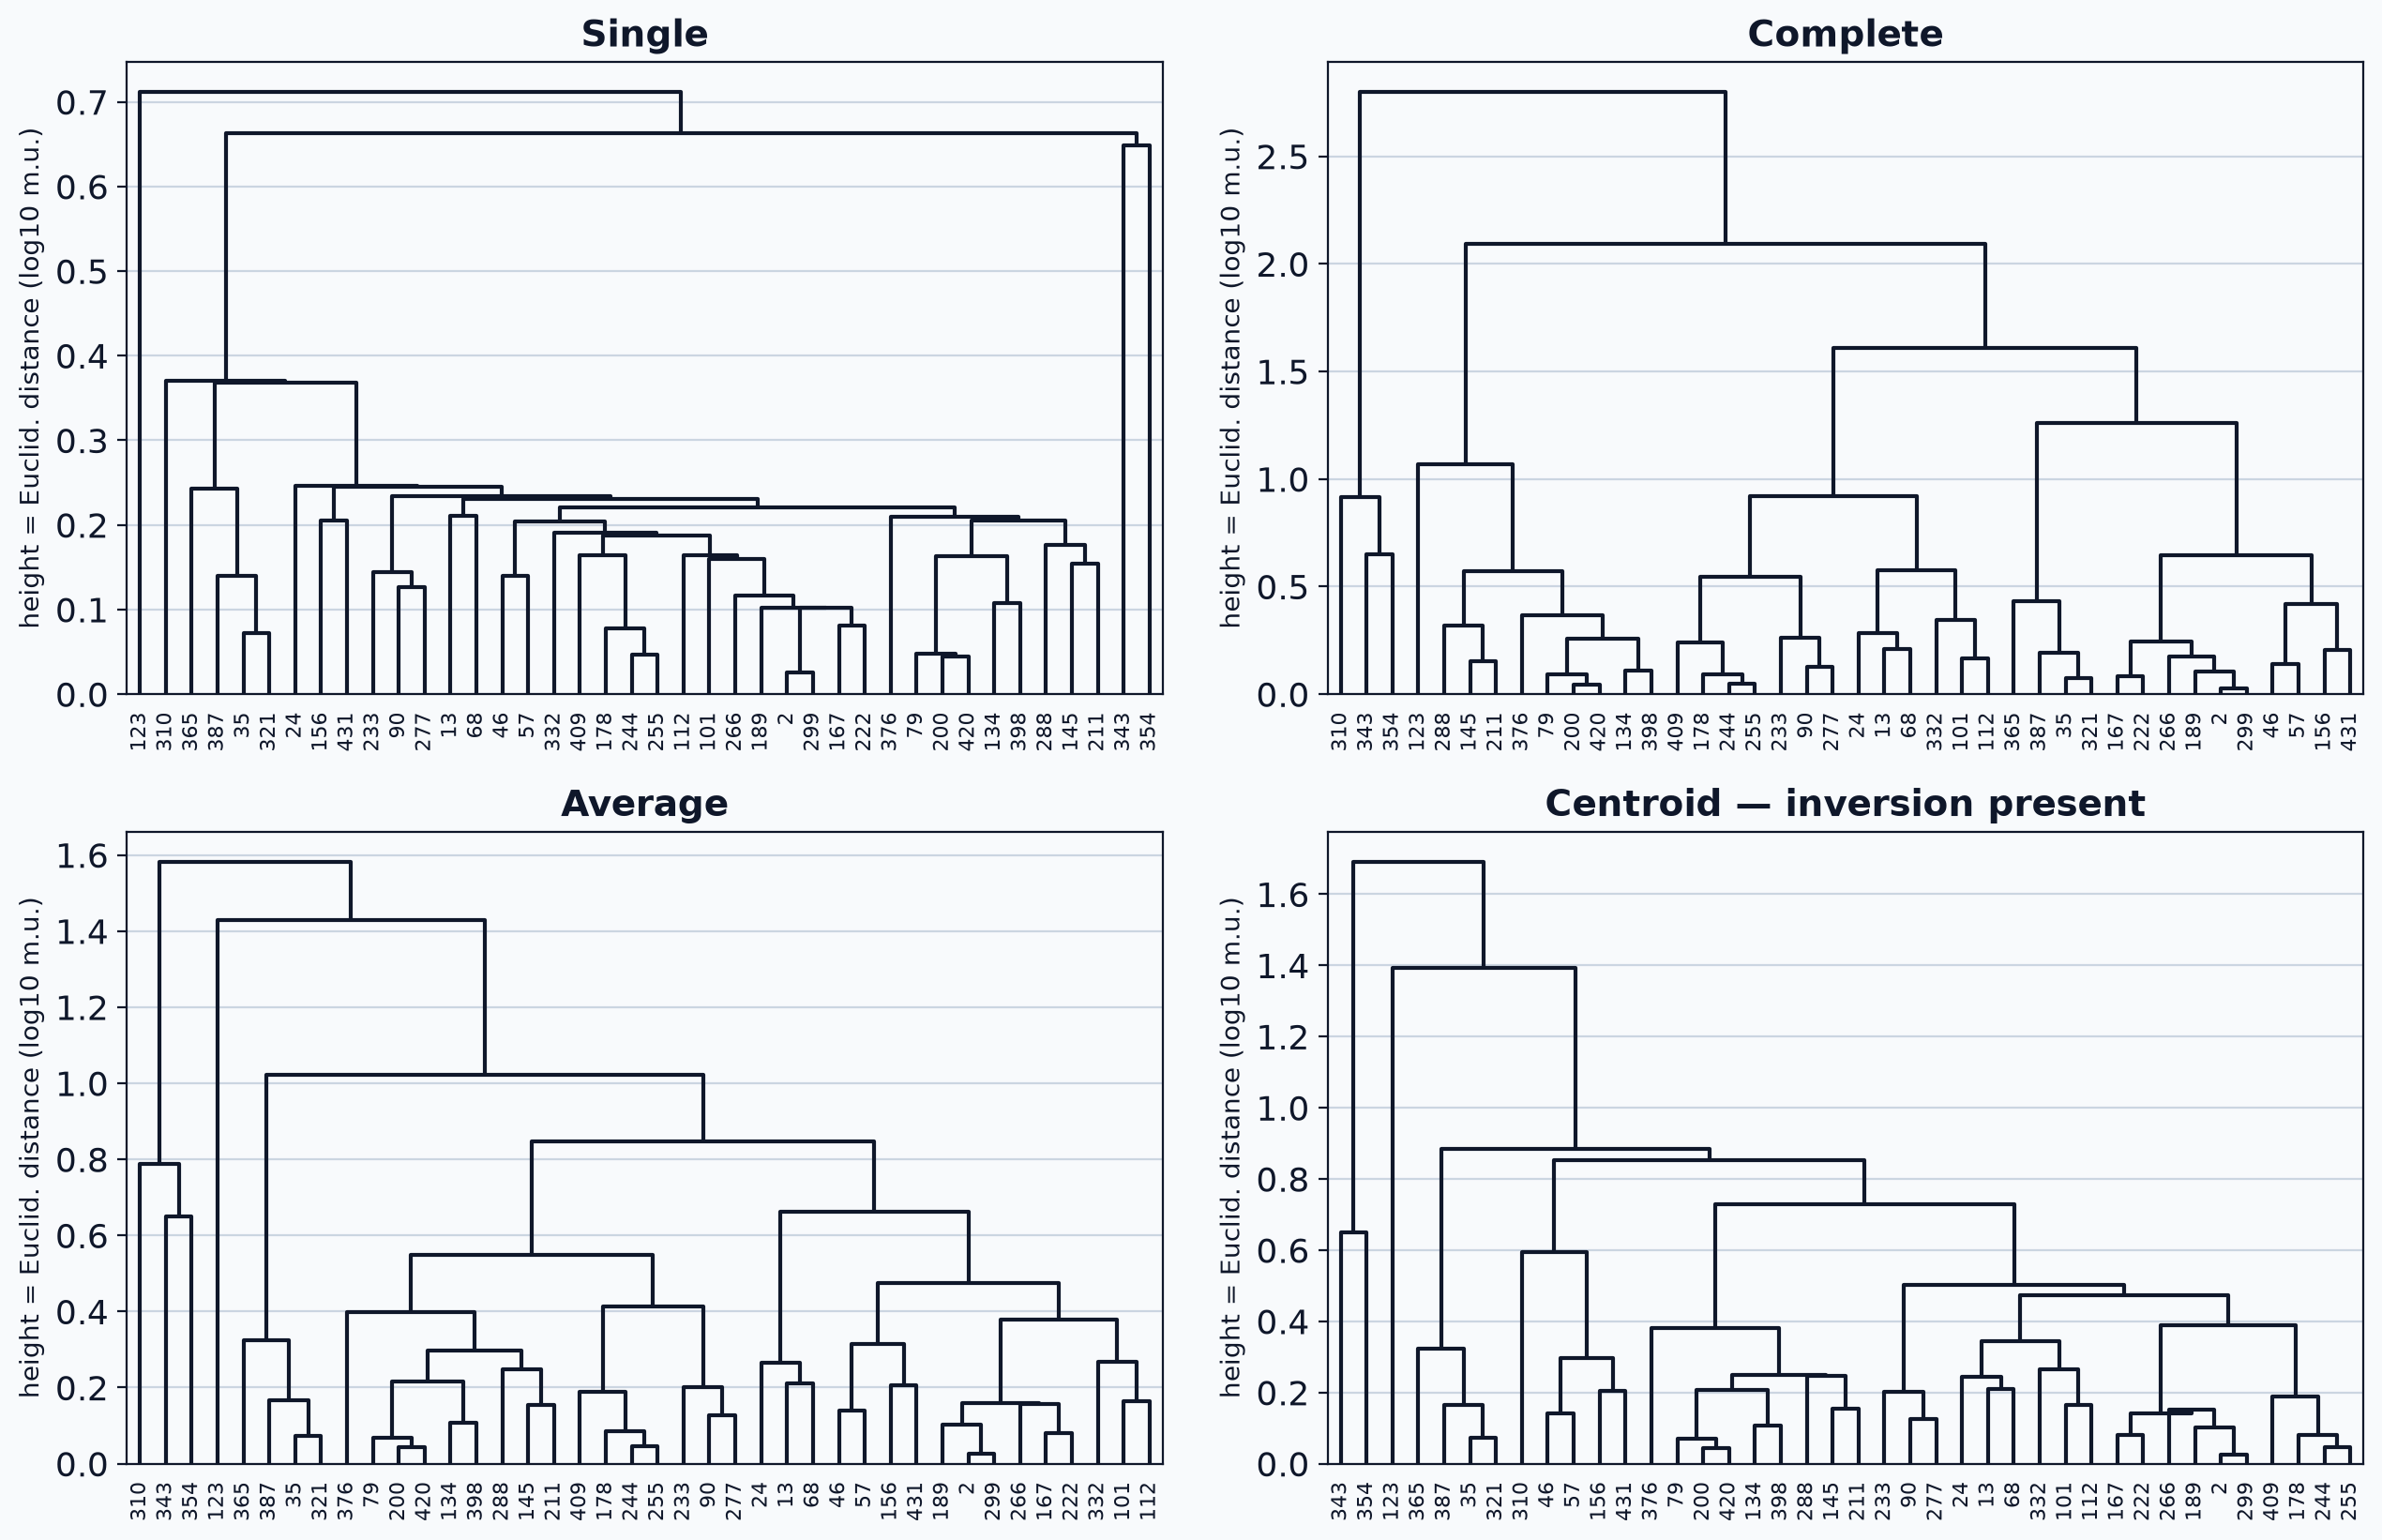 Single
height = Euclid. distance (log10 m.u.)
0.7
0.6
0.5
0.4
0.3
0.2
0.1
0.0
123 310 365 387 35 321 24 156 431 233 90 277 13 68 46 57 332 409 178 244 255 112 101 266 189 2 299 167 222 376 79 200 420 134 398 288 145 211 343 354
Complete
height = Euclid. distance (log10 m.u.)
2.5
2.0
1.5
1.0
0.5
0.0
310 343 354 123 288 145 211 376 79 200 420 134 398 409 178 244 255 233 90 277 24 13 68 332 101 112 365 387 35 321 167 222 266 189 2 299 46 57 156 431
Average
height = Euclid. distance (log10 m.u.)
1.6
1.4
1.2
1.0
0.8
0.6
0.4
0.2
0.0
310 343 354 123 365 387 35 321 376 79 200 420 134 398 288 145 211 409 178 244 255 233 90 277 24 13 68 46 57 156 431 189 2 299 266 167 222 332 101 112
Centroid — inversion present
height = Euclid. distance (log10 m.u.)
1.6
1.4
1.2
1.0
0.8
0.6
0.4
0.2
0.0
343 354 123 365 387 35 321 310 46 57 156 431 376 79 200 420 134 398 288 145 211 233 90 277 24 13 68 332 101 112 167 222 266 189 2 299 409 178 244 255